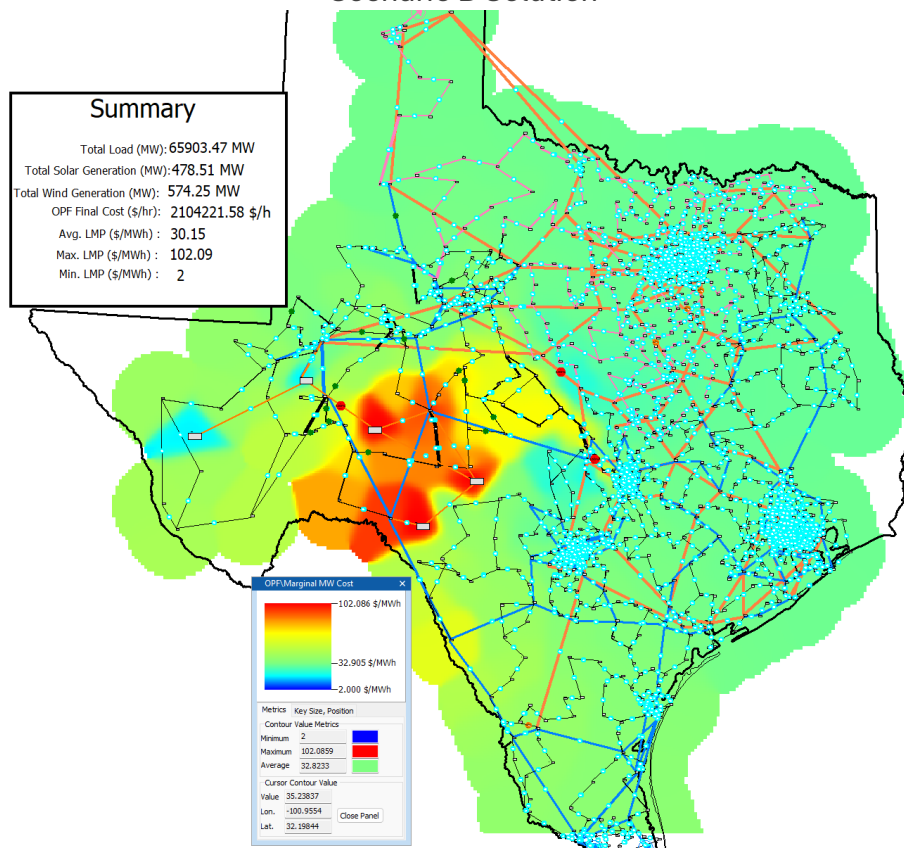 Summary
Total Load (MW): 65903.47 MW
Total Solar Generation (MW): 478.51 MW
Total Wind Generation (MW): 574.25 MW
OPF Final Cost ($/hr): 2104221.58 $/h
Avg. LMP ($/MWh) : 30.15
Max. LMP ($/MWh) : 102.09
Min. LMP ($/MWh) : 2
OPF\Marginal MW Cost ×
102.086 $/MWh
32.905 $/MWh
2.000 $/MWh
Metrics Key Size, Position
Contour Value Metrics
Minimum 2
Maximum 102.0859
Average 32.8233
Cursor Contour Value
Value 35.23837
Lon. -100.9554
Close Panel
Lat. 32.19844